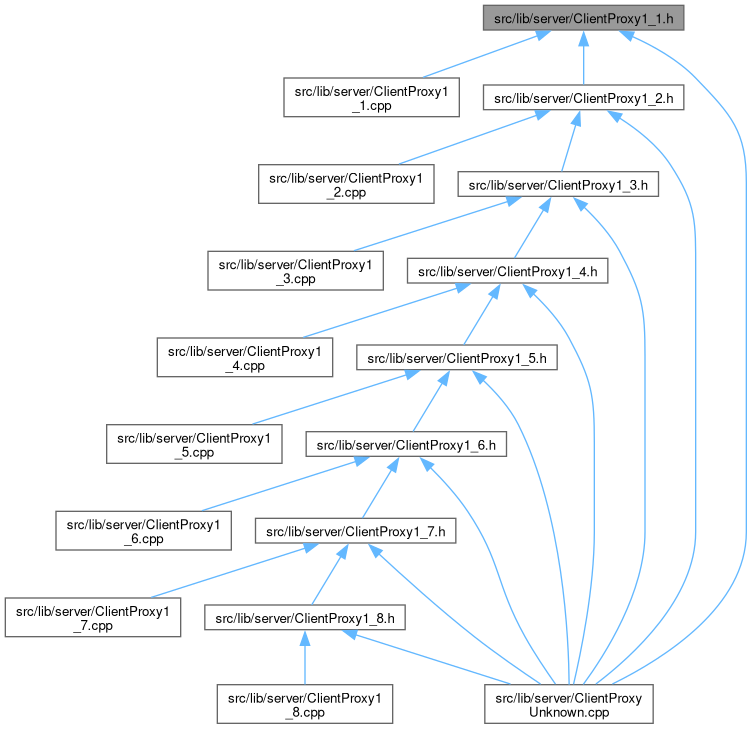 src/lib/server/ClientProxy1_1.h
src/lib/server/ClientProxy1
_1.cpp
src/lib/server/ClientProxy1_2.h
src/lib/server/ClientProxy1
_2.cpp
src/lib/server/ClientProxy1_3.h
src/lib/server/ClientProxy1
_3.cpp
src/lib/server/ClientProxy1_4.h
src/lib/server/ClientProxy1
_4.cpp
src/lib/server/ClientProxy1_5.h
src/lib/server/ClientProxy1
_5.cpp
src/lib/server/ClientProxy1_6.h
src/lib/server/ClientProxy1
_6.cpp
src/lib/server/ClientProxy1_7.h
src/lib/server/ClientProxy1
_7.cpp
src/lib/server/ClientProxy1_8.h
src/lib/server/ClientProxy1
_8.cpp
src/lib/server/ClientProxy
Unknown.cpp